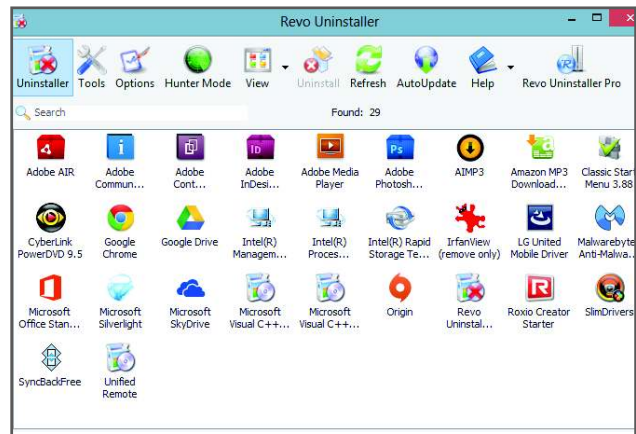 Revo Uninstaller
Uninstaller Tools Options Hunter Mode View Uninstall Refresh AutoUpdate Help Revo Uninstaller Pro
Search Found: 29
Adobe AIR Adobe Commun... Adobe Cont... Adobe InDesi... Adobe Media Player Adobe Photosh... AIMP3 Amazon MP3 Download... Classic Star Menu 3.88
CyberLink PowerDVD 9.5 Google Chrome Google Drive Intel(R) Managem... Intel(R) Proces... Intel(R) Rapid Storage Te... IrfanView (remove only) LG United Mobile Driver Malwarebyte Anti-Malwa..
Microsoft Office Stan... Microsoft Silverlight Microsoft SkyDrive Microsoft Visual C++... Microsoft Visual C++... Origin Revo Uninstal... Roxio Creator Starter SlimDrivers
SyncBackFree Unified Remote